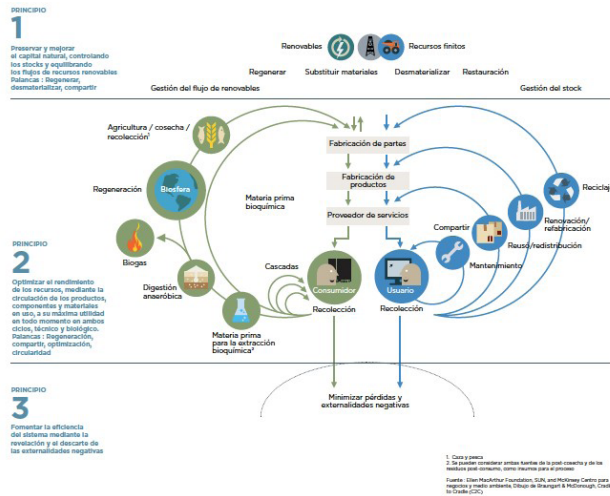 PRINCIPIO
1
Preservar y mejorar
el capital natural, controlando
los stocks y equilibrando
los flujos de recursos renovables
Palancas : Regenerar,
desmaterializar, compartir
Renovables
Recursos finitos
Regenerar
Substituir materiales
Desmaterializar
Restauración
Gestión del flujo de renovables
Gestión del stock
Agricultura / cosecha /
recolección¹
Regeneración
Biosfera
Biogas
Digestión
anaeróbica
Materia prima
bioquímica
Cascadas
Materia prima
para la extracción
bioquímica²
Fabricación de partes
Fabricación de
productos
Proveedor de servicios
Consumidor
Usuario
Recolección
Recolección
Compartir
Mantenimiento
Reuso/redistribución
Renovación/
refabricación
Reciclaj
PRINCIPIO
2
Optimizar el rendimiento
de los recursos, mediante la
circulación de los productos,
componentes y materiales
en uso, a su máxima utilidad
en todo momento en ambos
ciclos, técnico y biológico.
Palancas : Regeneración,
compartir, optimización,
circularidad
PRINCIPIO
3
Fomentar la eficiencia
del sistema mediante la
revelación y el descarte de
las externalidades negativas
Minimizar pérdidas y
externalidades negativas
1. Caza y pesca
2. Se pueden considerar ambas fuentes de la post-cosecha y de los
residuos post-consumo, como insumos para el proceso
Fuente : Ellen MacArthur Foundation, SUN, and McKinsey Centro para
negocios y medio ambiente, Dibujo de Braungart & McDonough, Cradl
to Cradle (C2C).